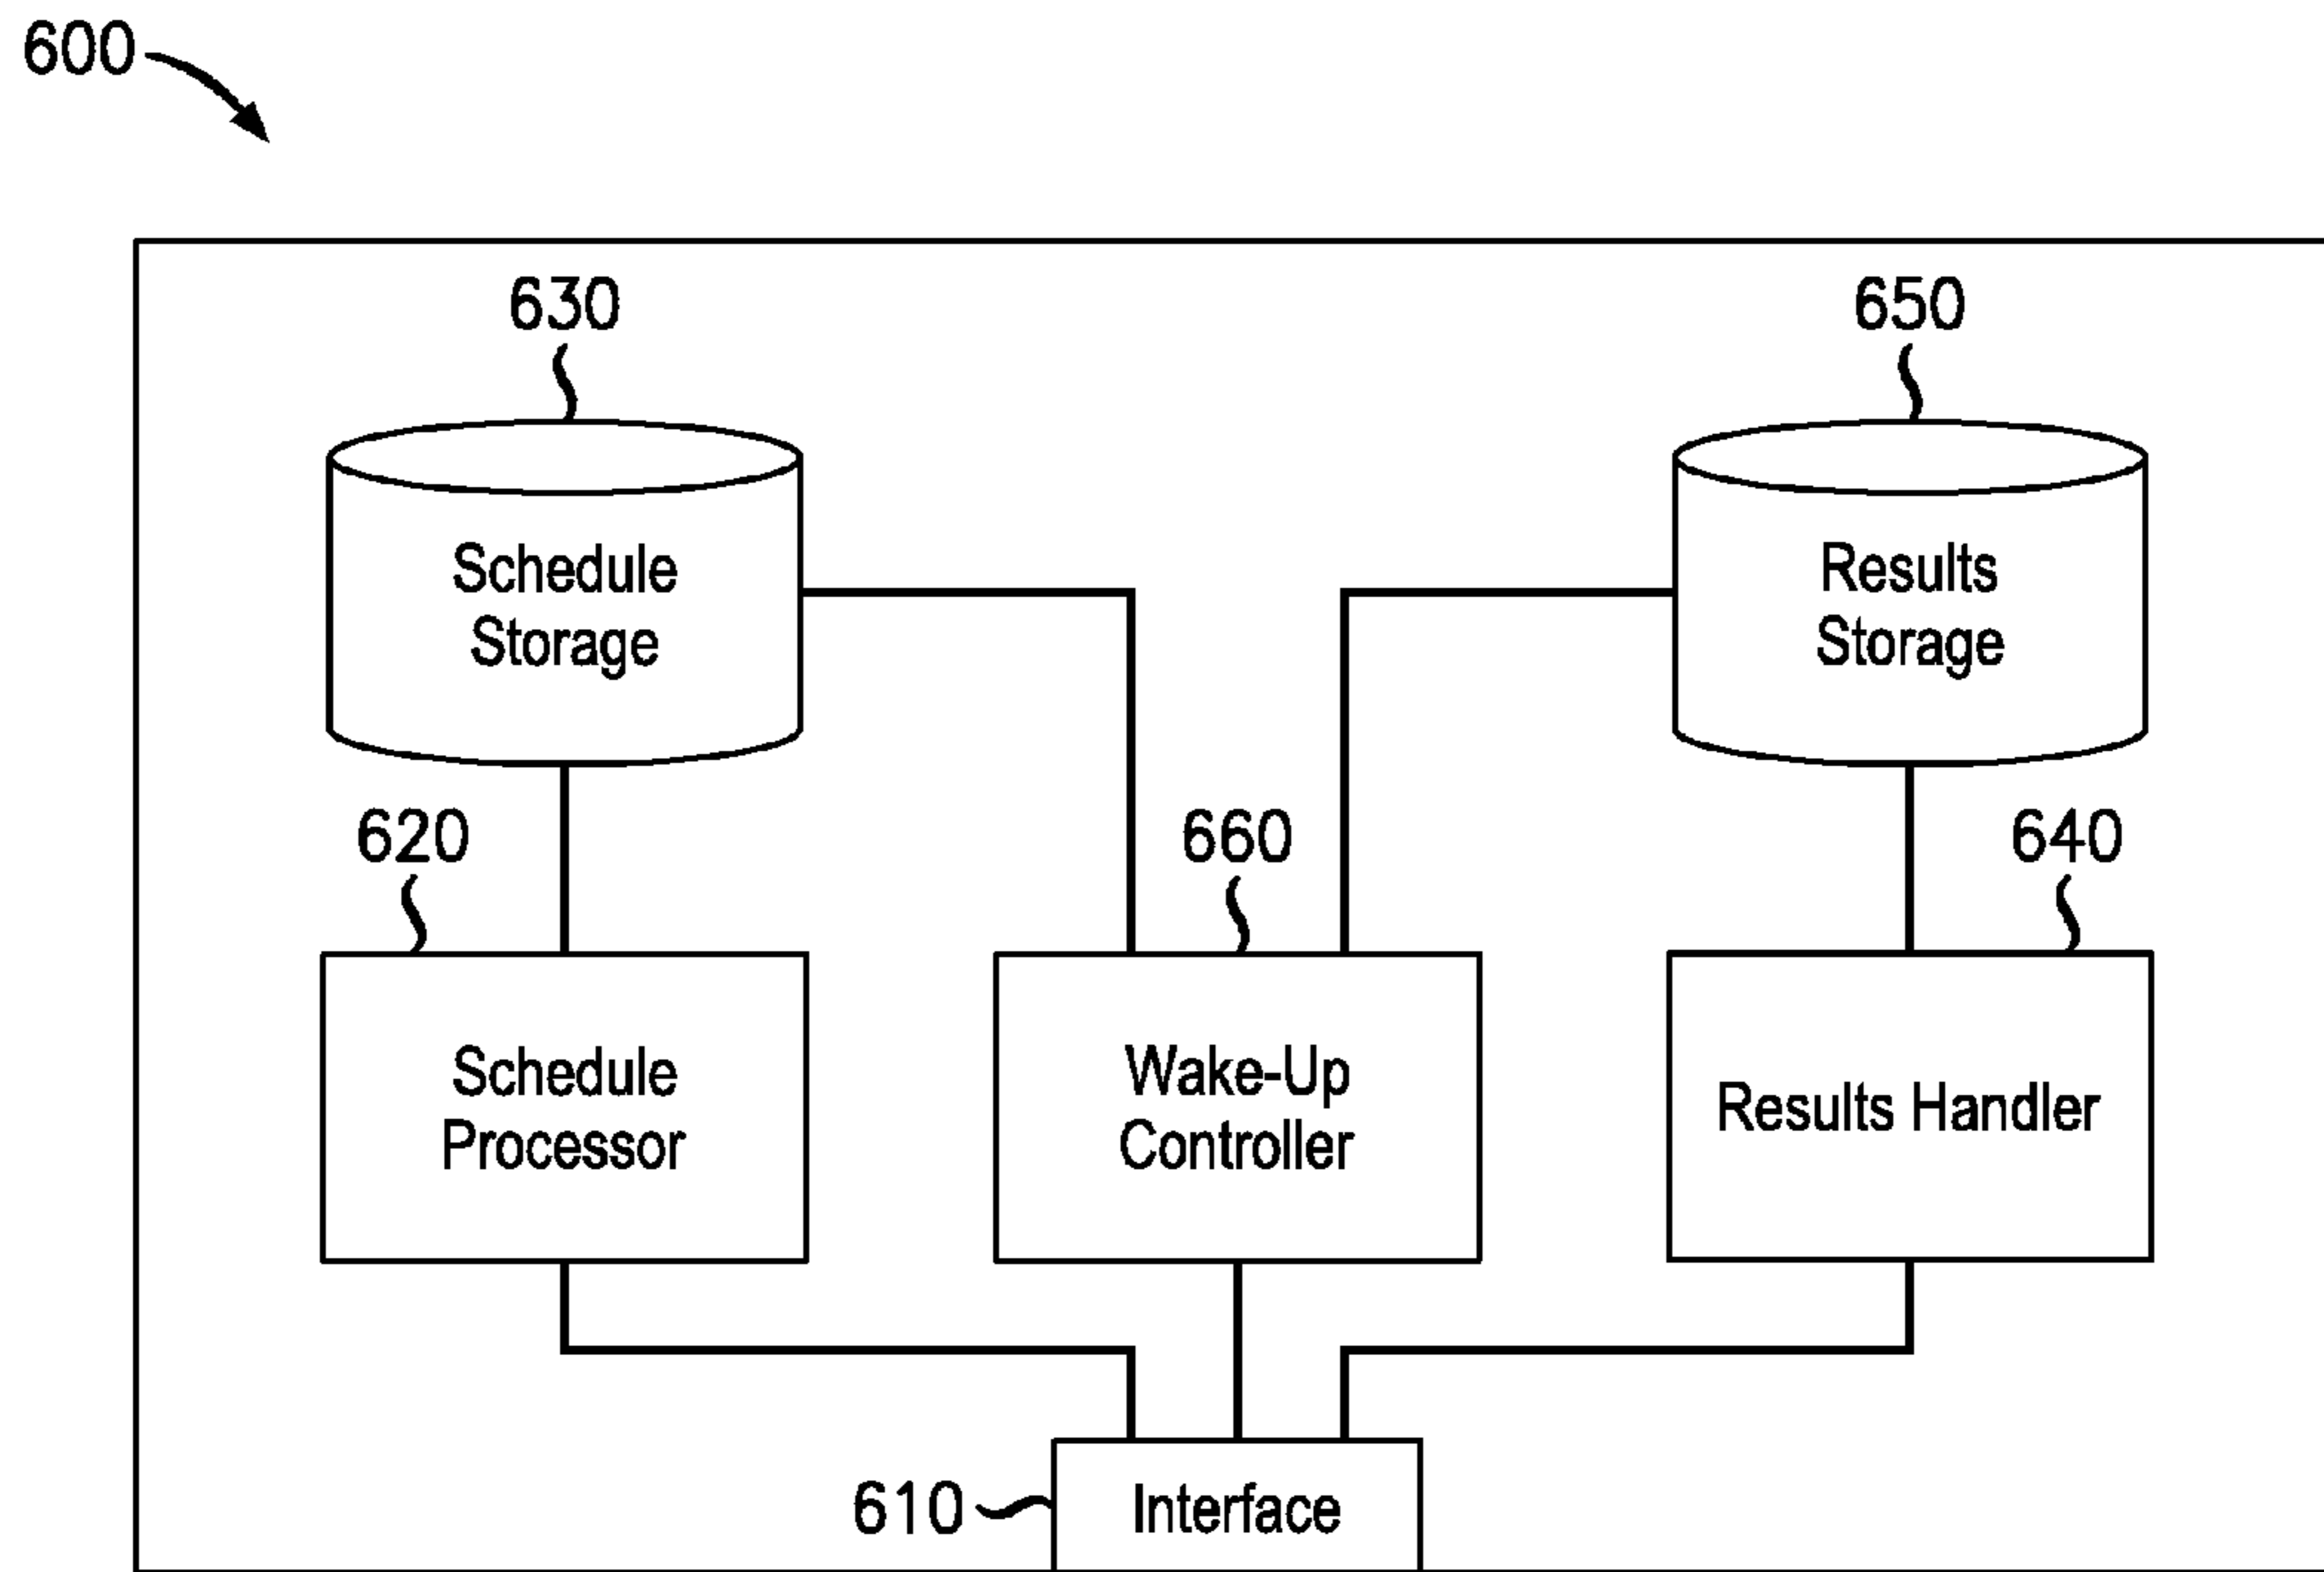 600
630
650
Schedule
Storage
Results
Storage
620
660
640
Schedule
Processor
Wake-Up
Controller
Results Handler
610
Interface